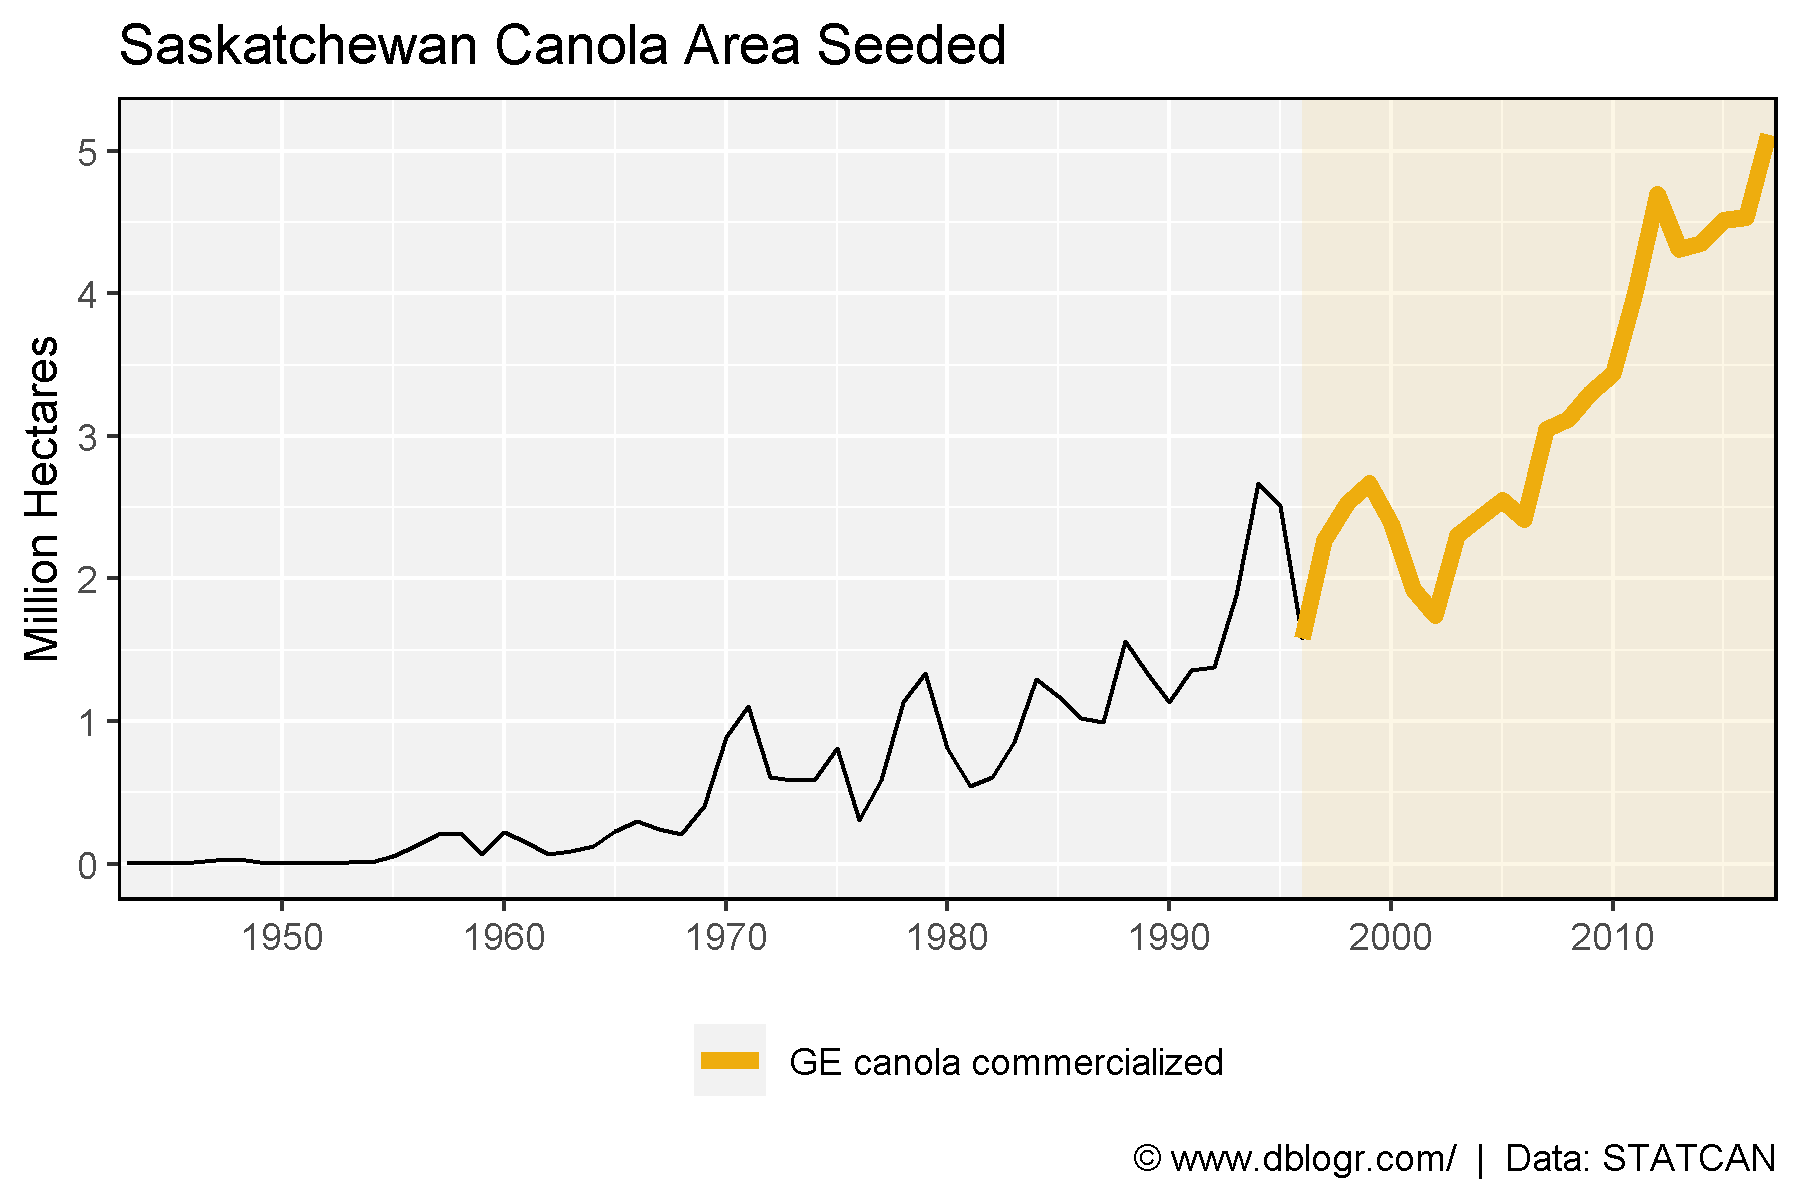 Saskatchewan Canola Area Seeded
Million Hectares
5
4
3
2
1
0
1950 1960 1970 1980 1990 2000 2010
GE canola commercialized
© www.dblogr.com/ | Data: STATCAN